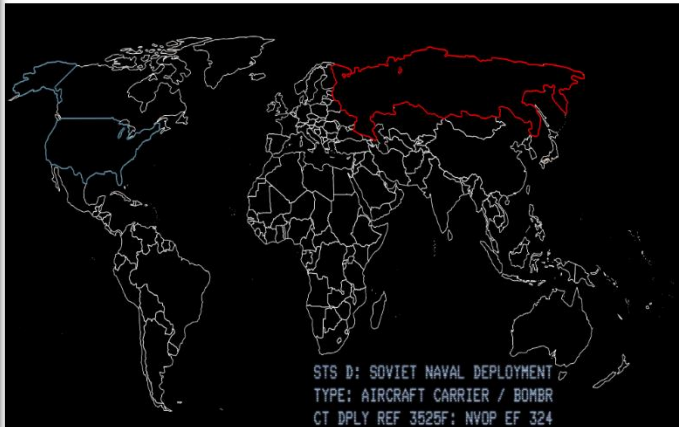 STS D: SOVIET NAVAL DEPLOYMENT
TYPE: AIRCRAFT CARRIER / BOMBR
CT DPLY REF 3525F: NVOP EF 324